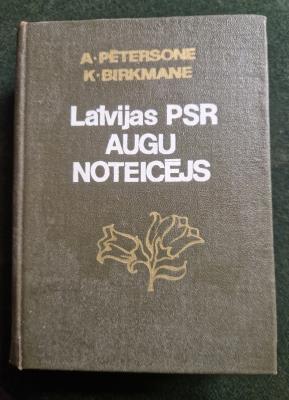 A·PĒTERSONE
K·BIRKMANE
Latvijas PSR
AUGU
NOTEICĒJS